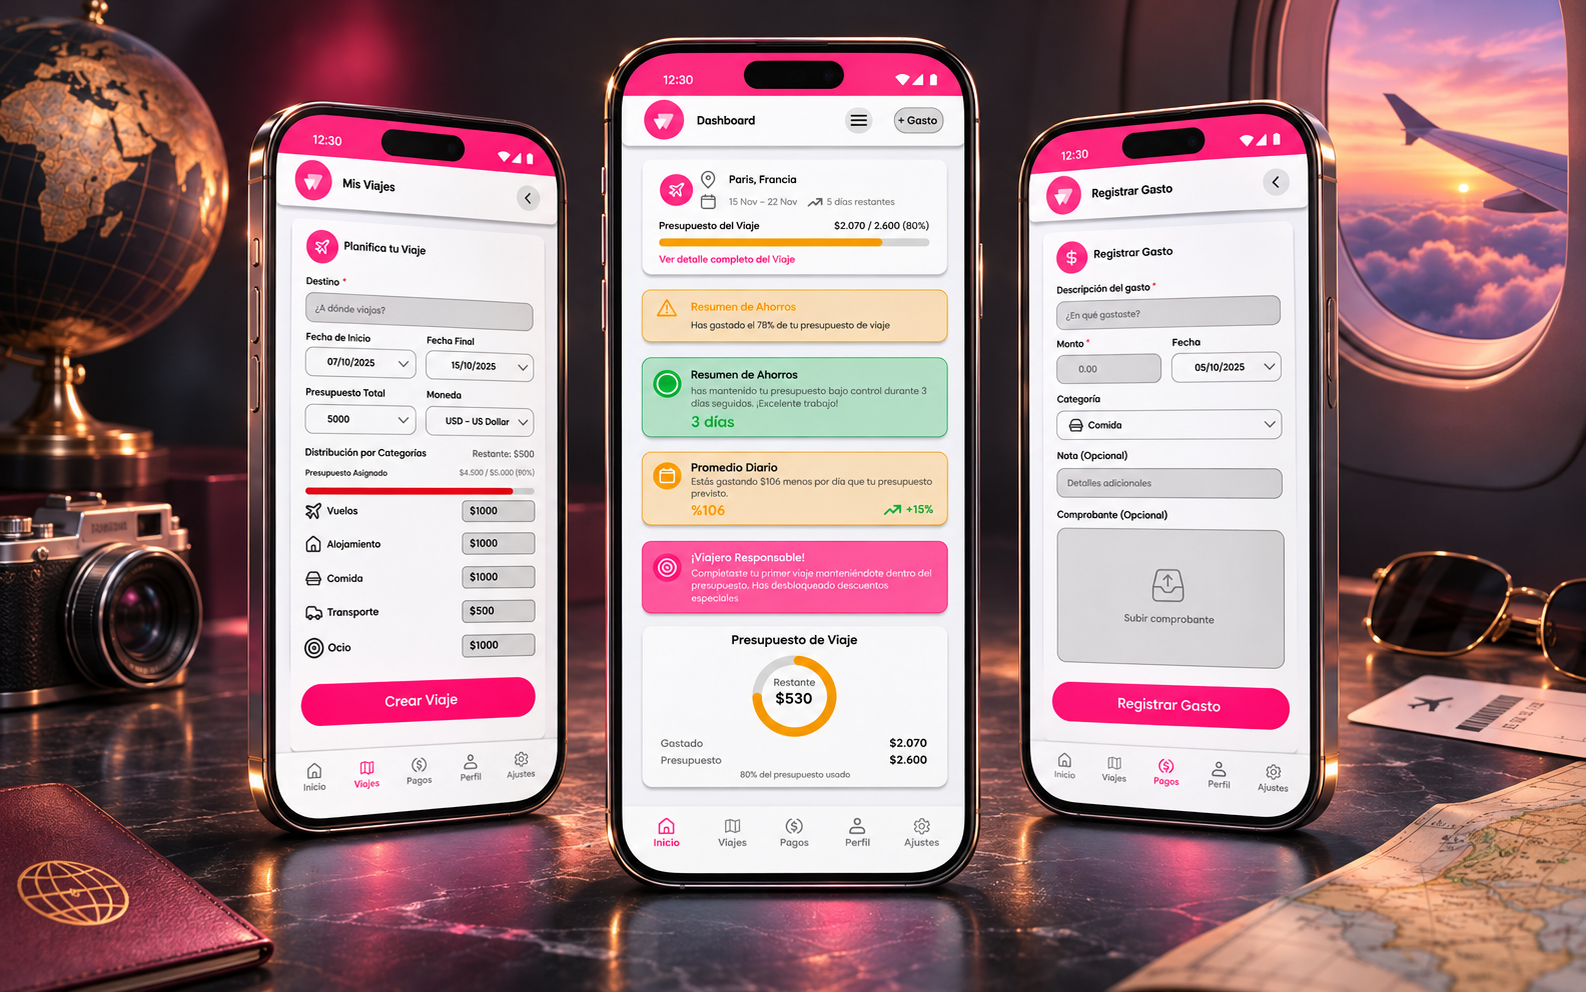 12:30
Mis Viajes
Planifica tu Viaje
Destino *
¿A dónde viajas?
Fecha de Inicio
Fecha Final
07/10/2025
15/10/2025
Presupuesto Total
Moneda
5000
USD - US Dollar
Distribución por Categorías
Restante: $500
Presupuesto Asignado
$4.500 / $5.000 (90%)
Vuelos
$1000
Alojamiento
$1000
Comida
$1000
Transporte
$500
Ocio
$1000
Crear Viaje
Inicio
Viajes
Pagos
Perfil
Ajustes
12:30
Dashboard
+ Gasto
Paris, Francia
15 Nov - 22 Nov
5 días restantes
Presupuesto del Viaje
$2.070 / 2.600 (80%)
Ver detalle completo del Viaje
Resumen de Ahorros
Has gastado el 78% de tu presupuesto de viaje
Resumen de Ahorros
has mantenido tu presupuesto bajo control durante 3
días seguidos. ¡Excelente trabajo!
3 días
Promedio Diario
Estás gastando $106 menos por día que tu presupuesto
previsto.
%106
+15%
¡Viajero Responsable!
Completaste tu primer viaje manteniéndote dentro del
presupuesto. Has desbloqueado descuentos
especiales
Presupuesto de Viaje
Restante
$530
Gastado
$2.070
Presupuesto
$2.600
80% del presupuesto usado
Inicio
Viajes
Pagos
Perfil
Ajustes
12:30
Registrar Gasto
Registrar Gasto
Descripción del gasto *
¿En qué gastaste?
Monto *
Fecha
0.00
05/10/2025
Categoría
Comida
Nota (Opcional)
Detalles adicionales
Comprobante (Opcional)
Subir comprobante
Registrar Gasto
Inicio
Viajes
Pagos
Perfil
Ajustes